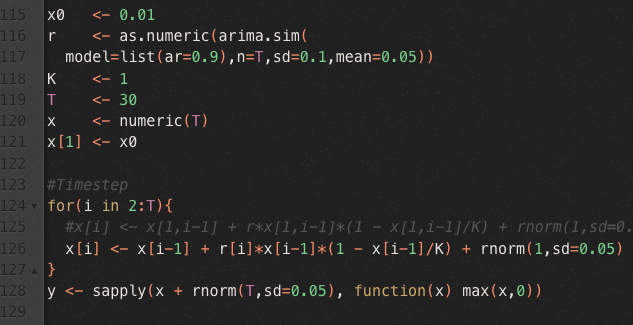 115 x0   <- 0.01
116 r    <- as.numeric(arima.sim(
117   model=list(ar=0.9),n=T,sd=0.1,mean=0.05))
118 K    <- 1
119 T    <- 30
120 x    <- numeric(T)
121 x[1] <- x0
122
123 #Timestep
124 for(i in 2:T){
125   #x[i] <- x[1,i-1] + r*x[1,i-1]*(1 - x[1,i-1]/K) + rnorm(1,sd=0.
126   x[i] <- x[i-1] + r[i]*x[i-1]*(1 - x[i-1]/K) + rnorm(1,sd=0.05)
127 }
128 y <- sapply(x + rnorm(T,sd=0.05), function(x) max(x,0))
129